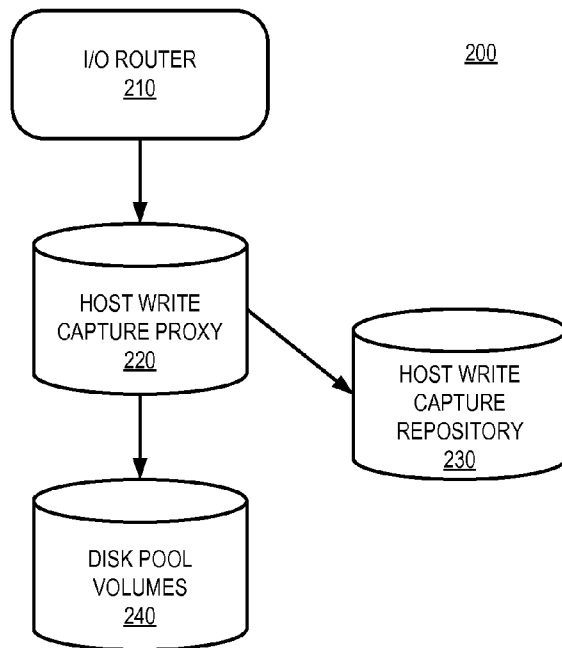 I/O ROUTER
210
200
HOST WRITE
CAPTURE PROXY
220
HOST WRITE
CAPTURE
REPOSITORY
230
DISK POOL
VOLUMES
240